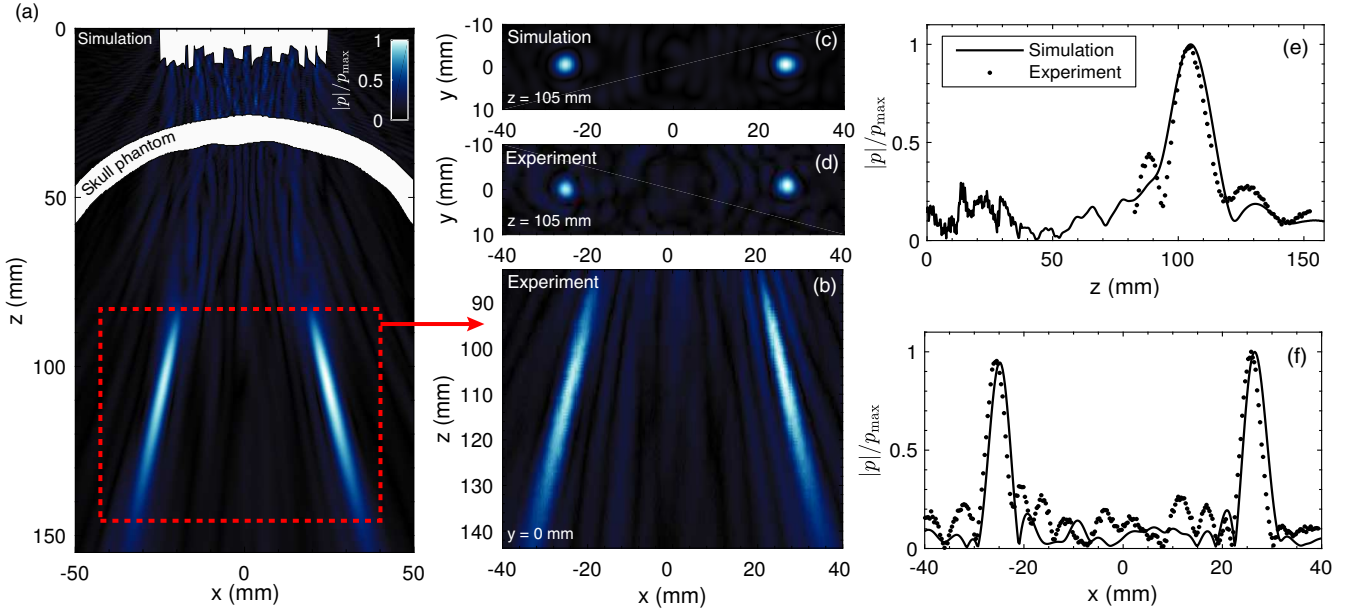 (a)
Simulation
1
0.5
0
|p|/p_max
Skull phantom
0
50
100
150
z (mm)
-50
0
50
x (mm)
-10
0
10
y (mm)
Simulation
(c)
z = 105 mm
-40
-20
0
20
40
-10
0
10
y (mm)
Experiment
(d)
z = 105 mm
-40
-20
0
20
40
Experiment
(b)
90
100
110
120
130
140
z (mm)
y = 0 mm
-40
-20
0
20
40
x (mm)
(e)
Simulation
Experiment
1
0.5
0
|p|/p_max
0
50
100
150
z (mm)
(f)
1
0.5
0
|p|/p_max
-40
-20
0
20
40
x (mm)